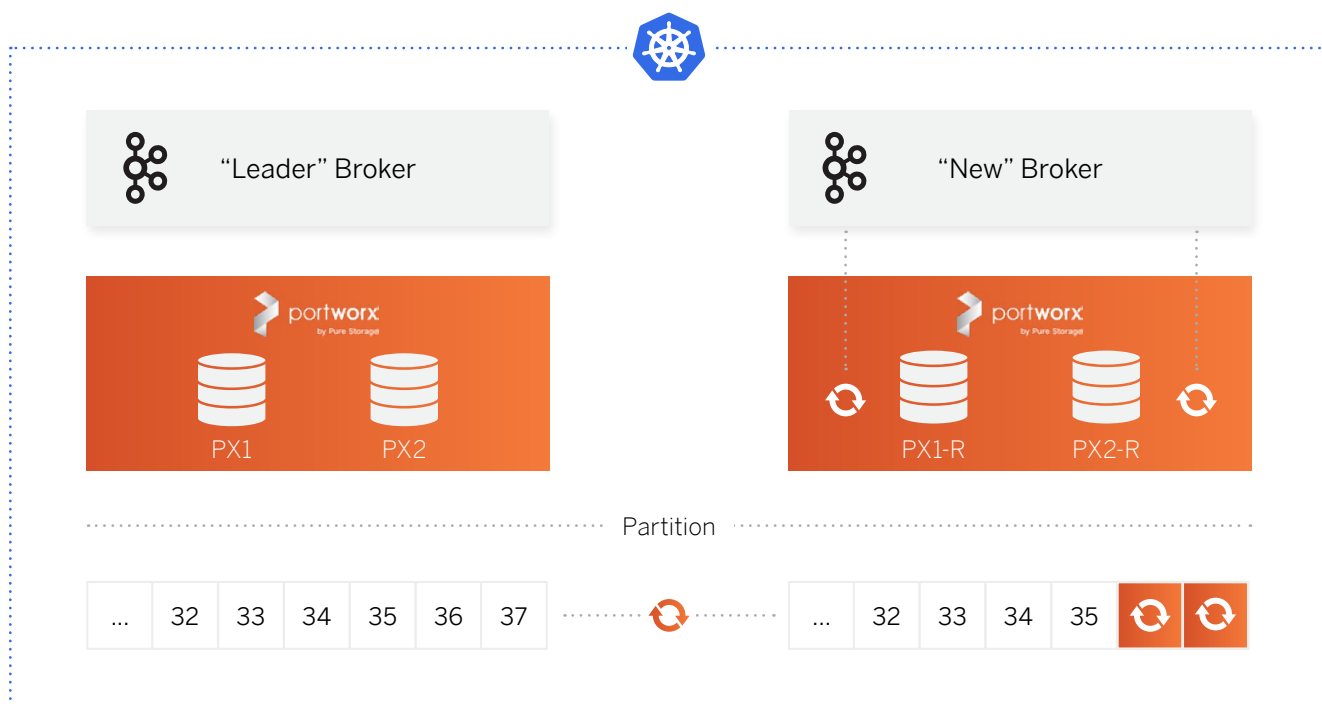 “Leader” Broker
“New” Broker
portworx
by Pure Storage
portworx
by Pure Storage
PX1
PX2
PX1-R
PX2-R
Partition
... 32 33 34 35 36 37
... 32 33 34 35